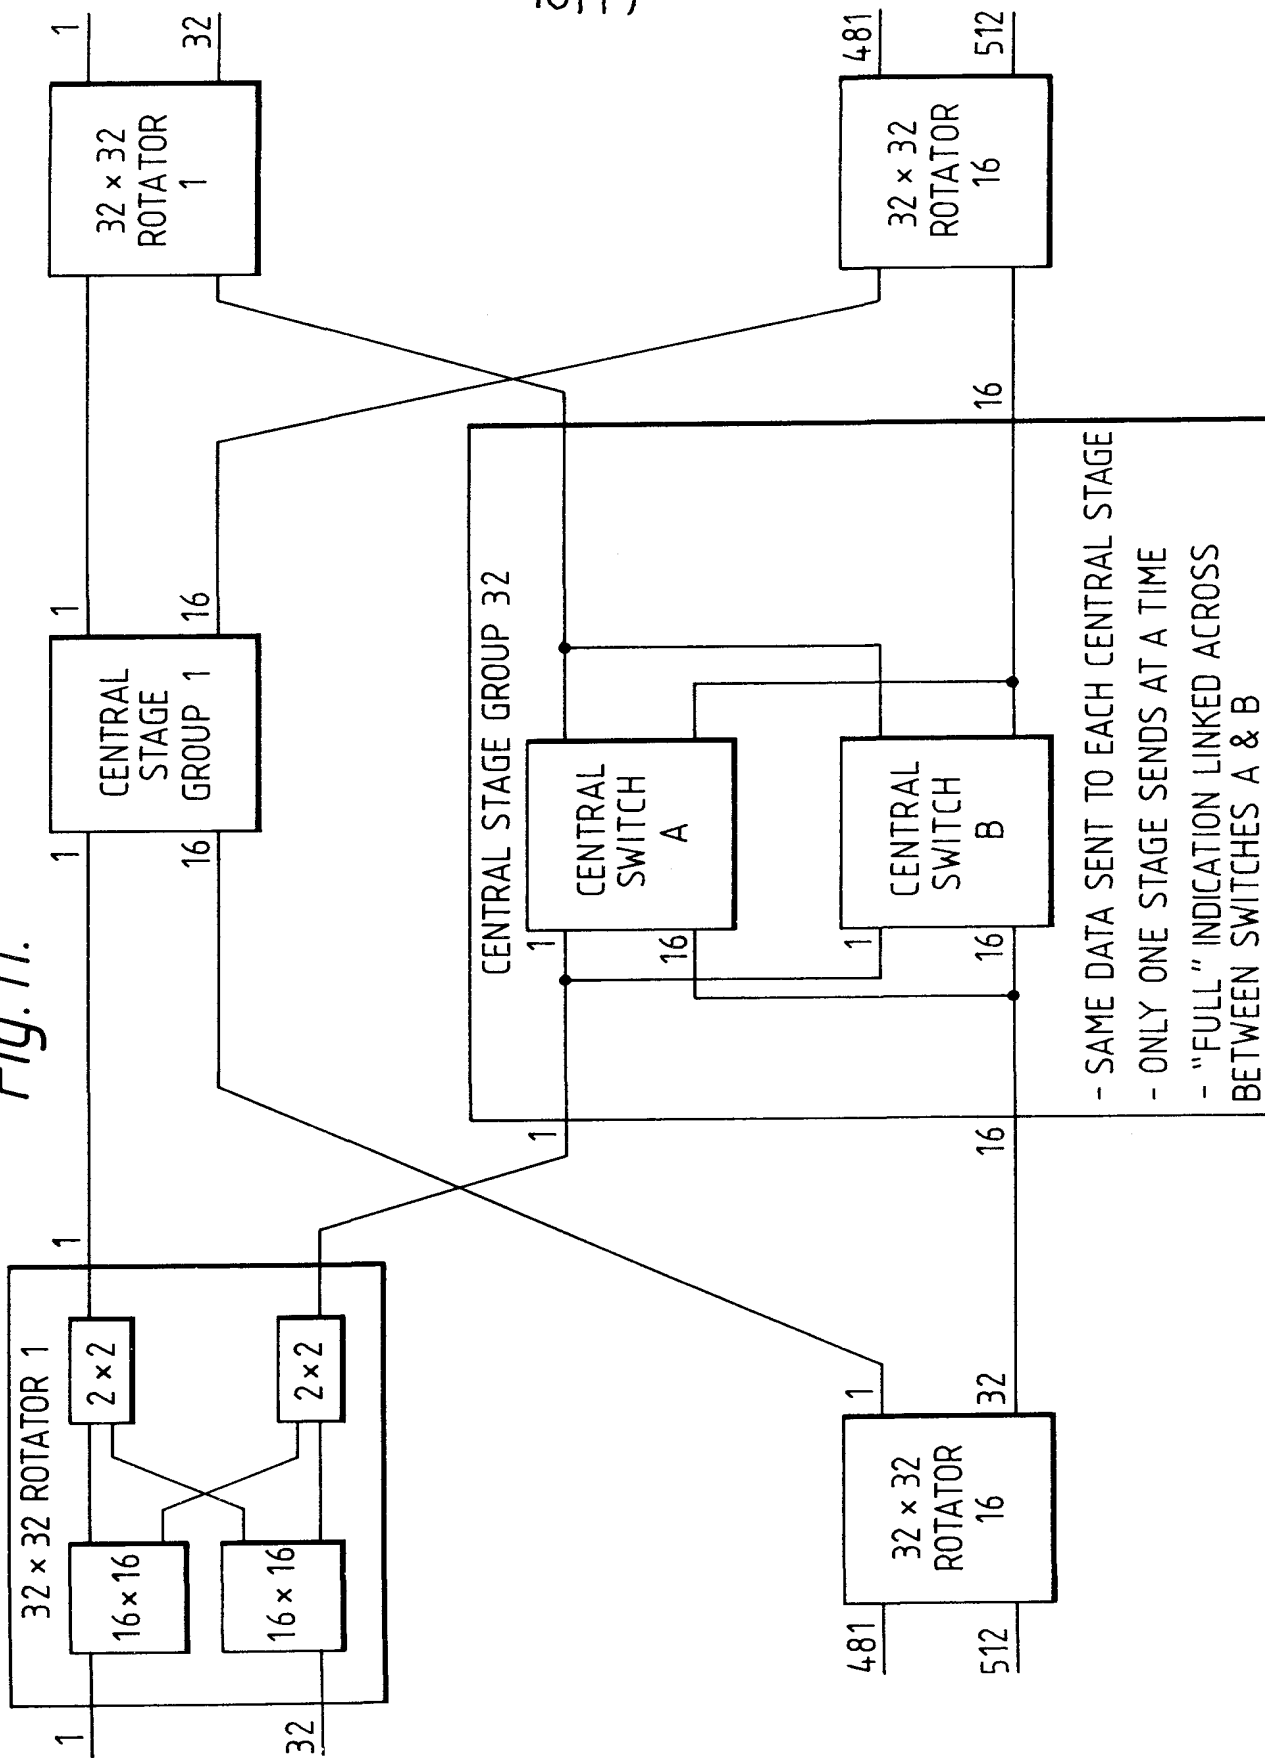 Fig. 17.
32 × 32 ROTATOR 1
1
32
16 × 16
16 × 16
2 × 2
2 × 2
1
1
16
CENTRAL
STAGE
GROUP 1
1
16
32 × 32
ROTATOR
1
1
32
481
512
32 × 32
ROTATOR
16
1
32
1
16
CENTRAL STAGE GROUP 32
1
16
CENTRAL
SWITCH
A
1
16
CENTRAL
SWITCH
B
16
32 × 32
ROTATOR
16
481
512
- SAME DATA SENT TO EACH CENTRAL STAGE
- ONLY ONE STAGE SENDS AT A TIME
- "FULL" INDICATION LINKED ACROSS
BETWEEN SWITCHES A & B